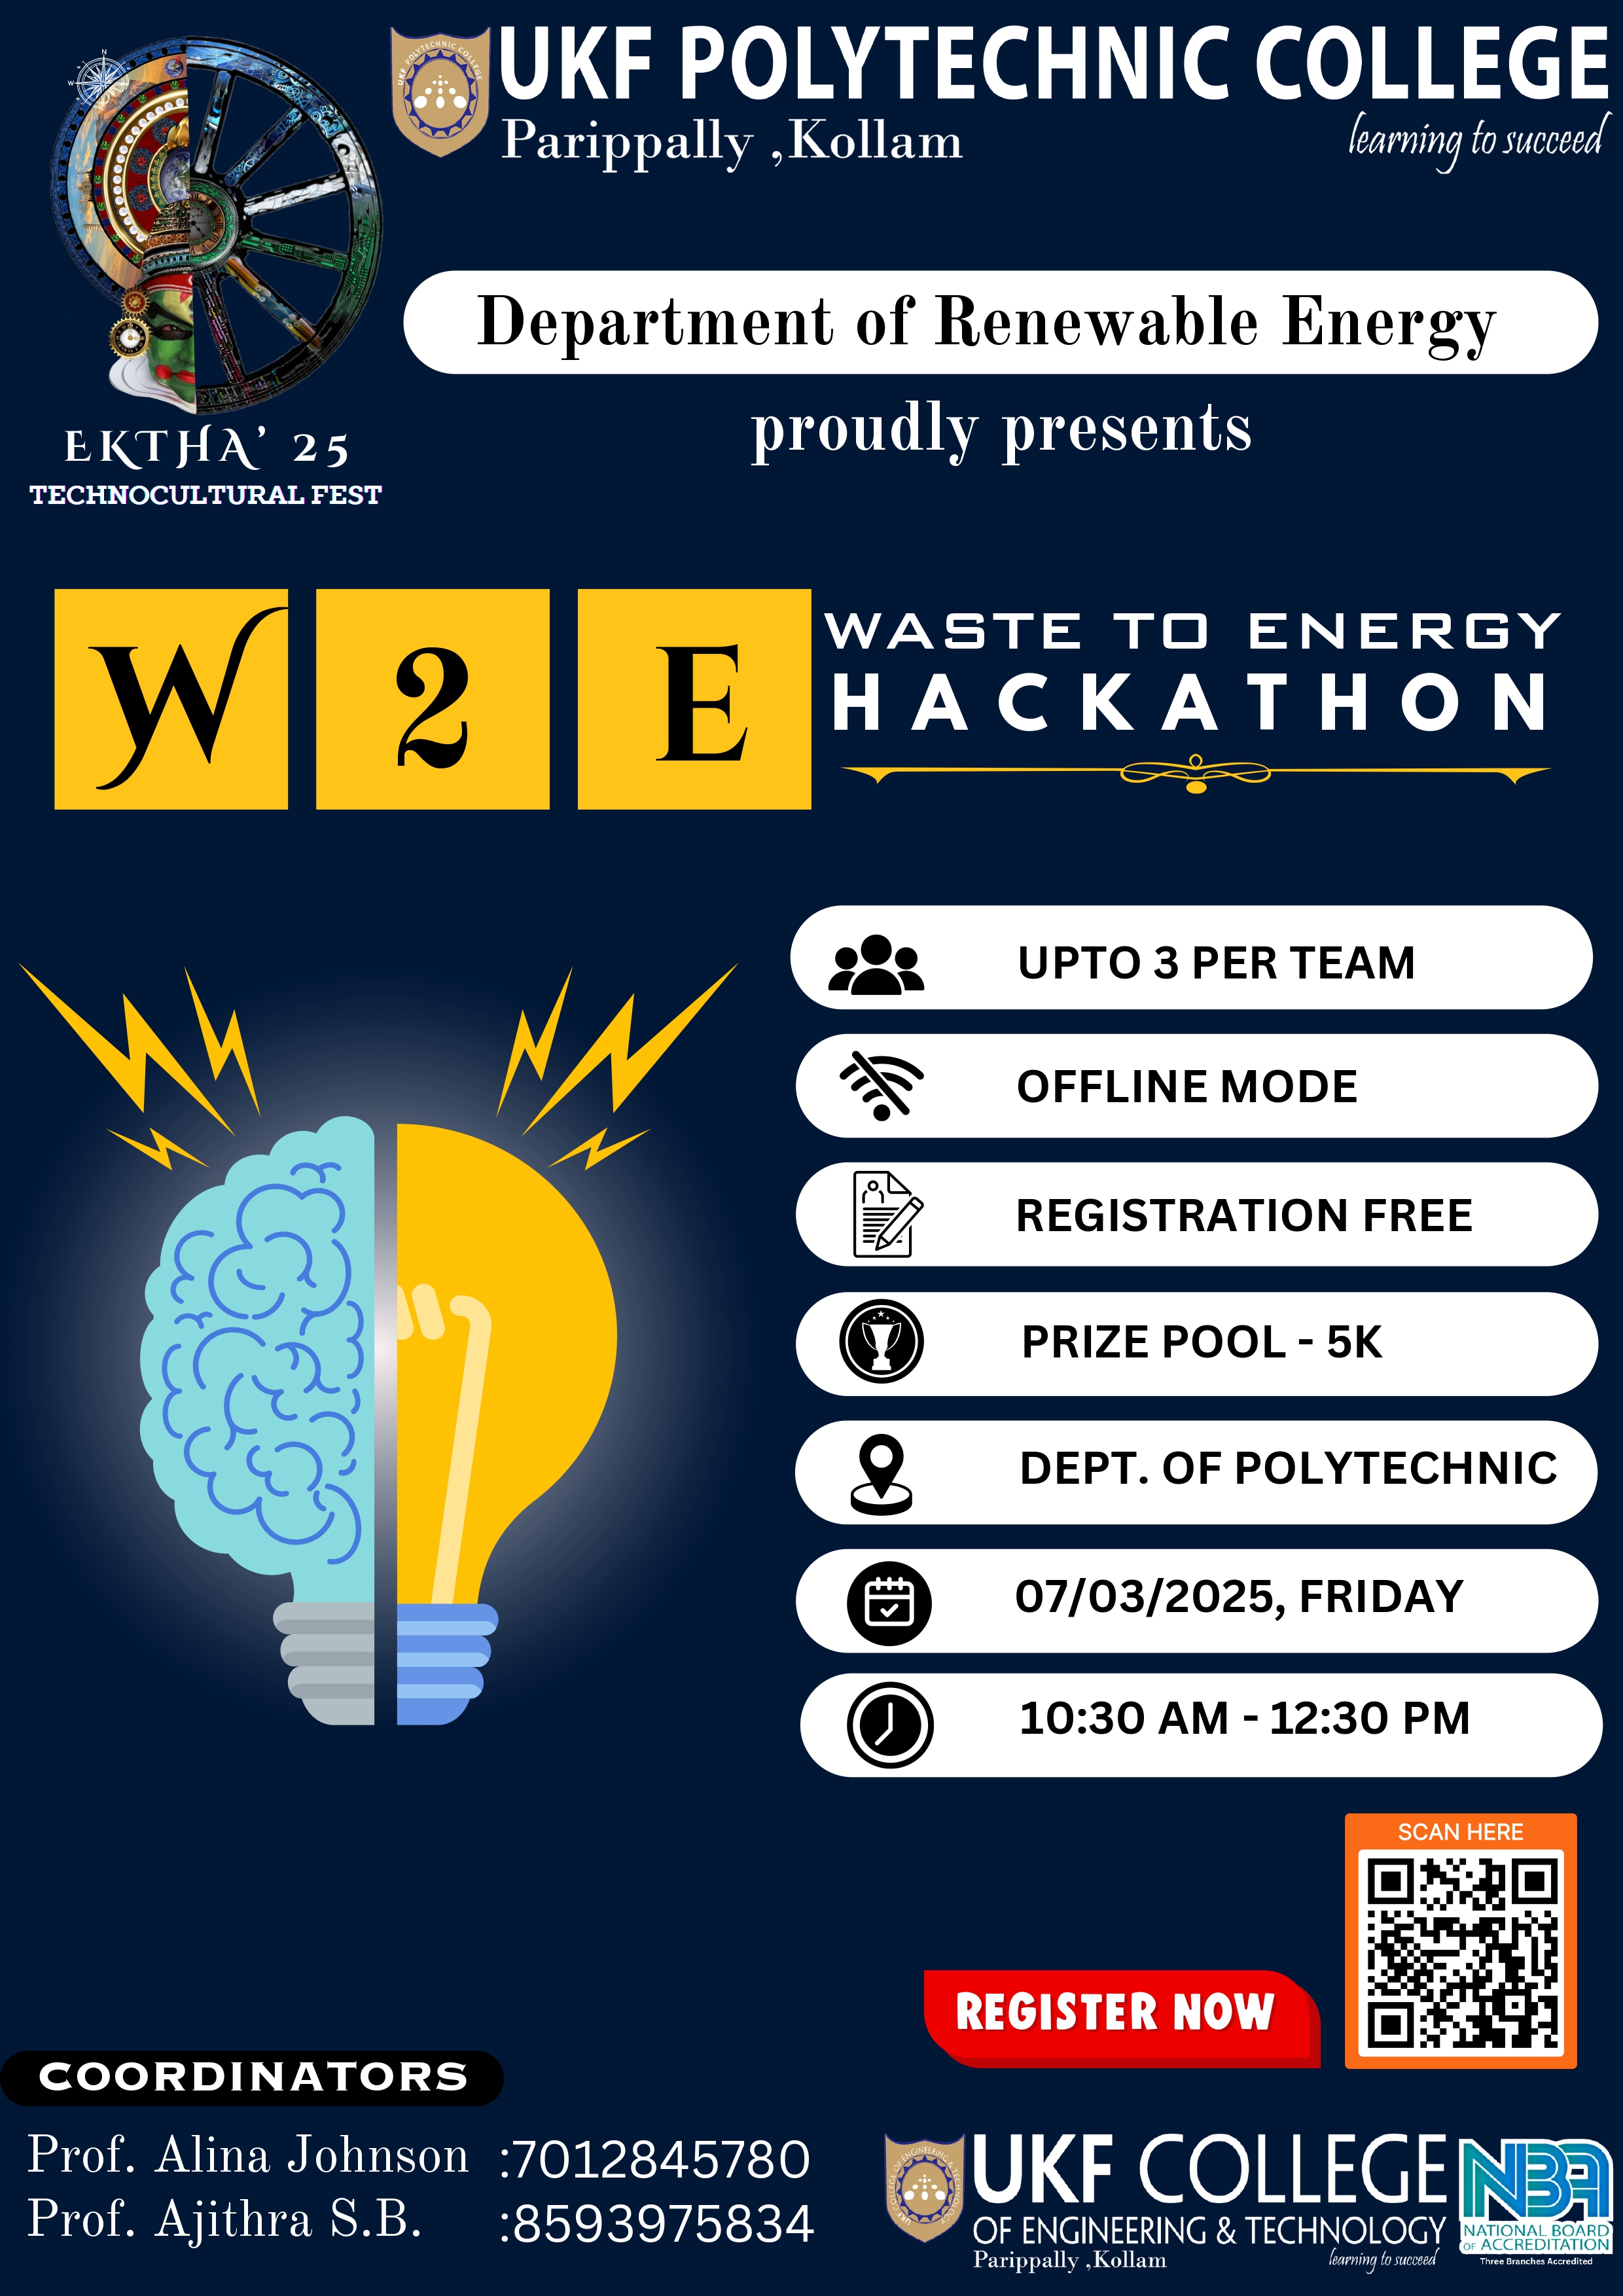 UKF POLYTECHNIC COLLEGE
Parippally ,Kollam
learning to succeed
UKF POLYTECHNIC COLLEGE
N
W
EKTHA' 25
TECHNOCULTURAL FEST
Department of Renewable Energy
proudly presents
W 2 E
WASTE TO ENERGY
HACKATHON
UPTO 3 PER TEAM
OFFLINE MODE
REGISTRATION FREE
PRIZE POOL - 5K
DEPT. OF POLYTECHNIC
07/03/2025, FRIDAY
10:30 AM - 12:30 PM
SCAN HERE
REGISTER NOW
COORDINATORS
Prof. Alina Johnson :7012845780
Prof. Ajithra S.B. :8593975834
UKF COLLEGE
OF ENGINEERING & TECHNOLOGY
Parippally ,Kollam
learning to succeed
NBA
NATIONAL BOARD
OF ACCREDITATION
Three Branches Accredited